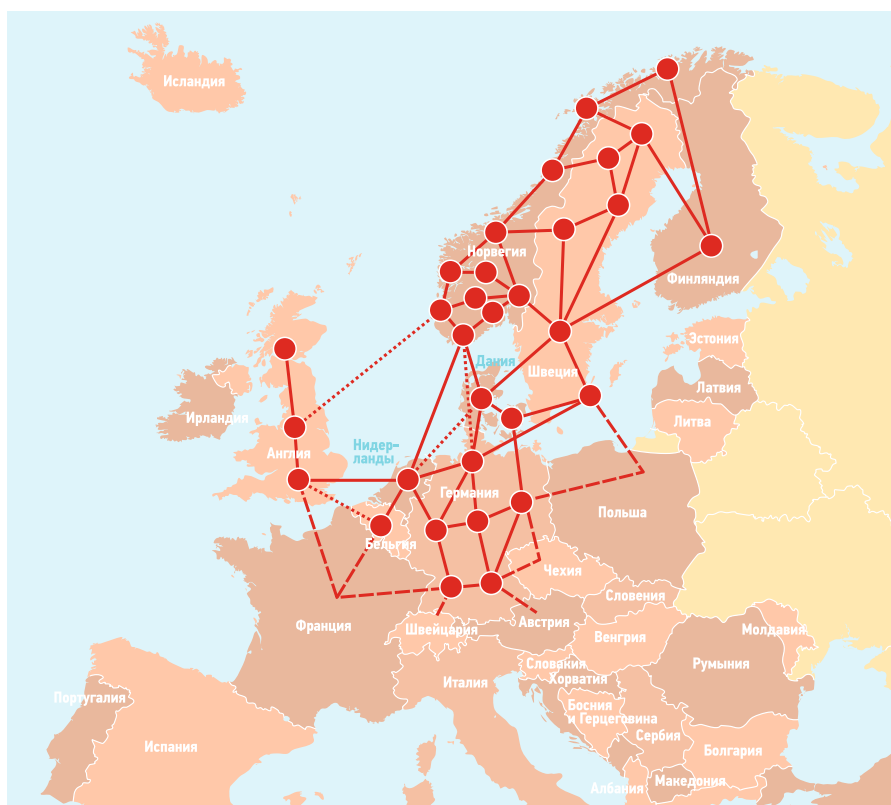 Исландия
Норвегия
Финляндия
Эстония
Дания
Швеция
Латвия
Ирландия
Литва
Англия
Нидер-
ланды
Германия
Польша
Бельгия
Чехия
Словения
Франция
Швейцария
Австрия
Венгрия
Молдавия
Словакия
Румыния
Хорватия
Италия
Португалия
Босния
и Герцеговина
Сербия
Испания
Болгария
Македония
Албания